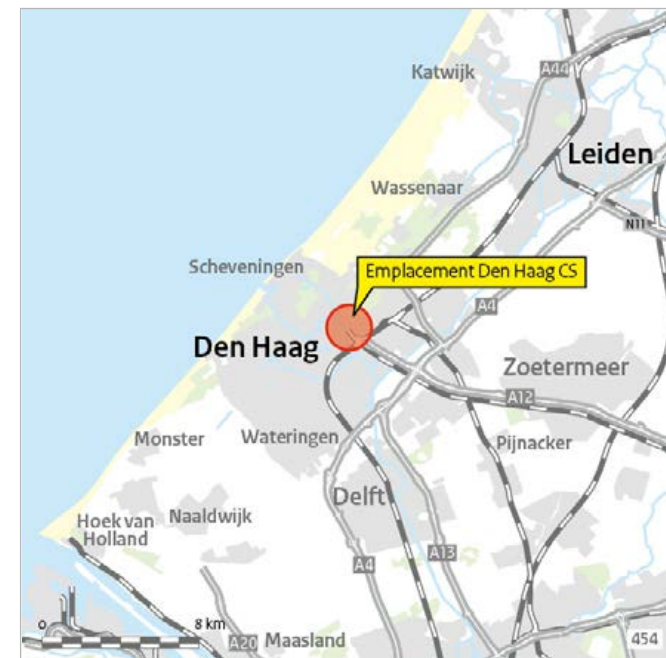 Katwijk
A44
Leiden
Wassenaar
N11
Scheveningen
Emplacement Den Haag CS
A4
Den Haag
Zoetermeer
A12
Monster
Wateringen
Pijnacker
Delft
Hoek van
Holland
Naaldwijk
A13
A4
0
8 km
A20
Maasland
454